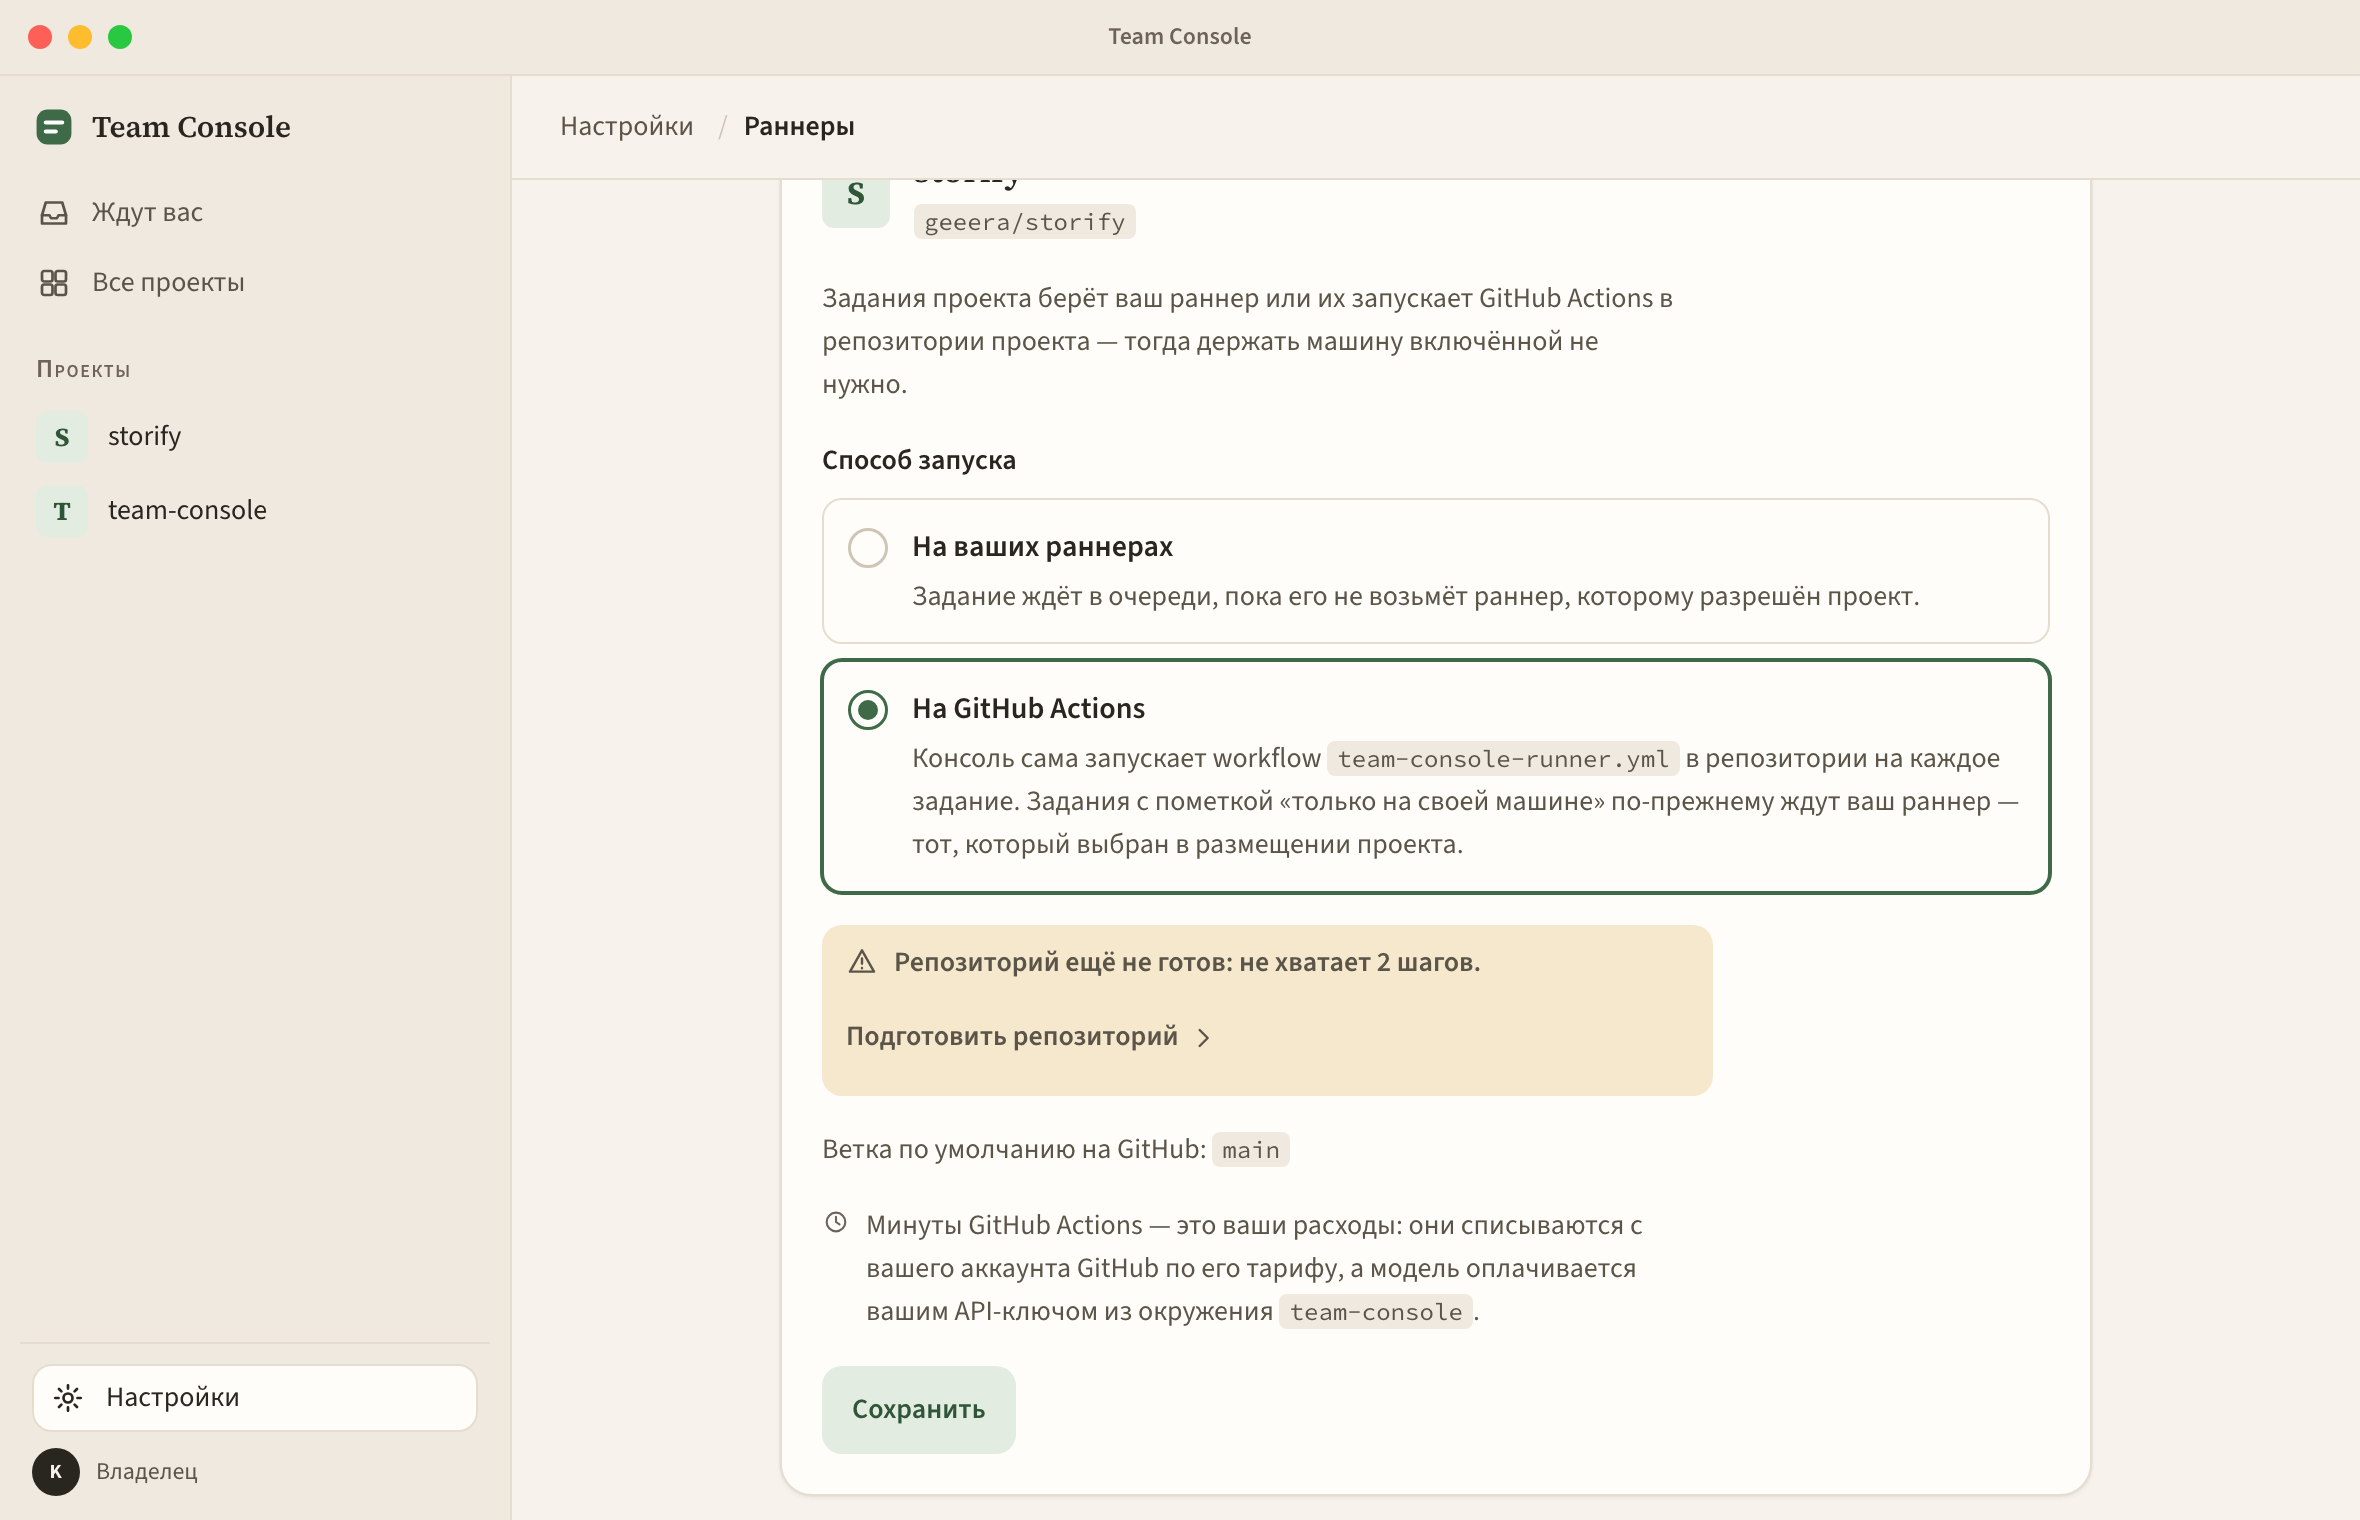 Team Console
Team Console
Ждут вас
Все проекты
Проекты
S storify
T team-console
Настройки
K Владелец
Настройки / Раннеры
S storify
geeera/storify
Задания проекта берёт ваш раннер или их запускает GitHub Actions в
репозитории проекта — тогда держать машину включённой не
нужно.
Способ запуска
На ваших раннерах
Задание ждёт в очереди, пока его не возьмёт раннер, которому разрешён проект.
На GitHub Actions
Консоль сама запускает workflow team-console-runner.yml в репозитории на каждое
задание. Задания с пометкой «только на своей машине» по-прежнему ждут ваш раннер —
тот, который выбран в размещении проекта.
Репозиторий ещё не готов: не хватает 2 шагов.
Подготовить репозиторий
Ветка по умолчанию на GitHub: main
Минуты GitHub Actions — это ваши расходы: они списываются с
вашего аккаунта GitHub по его тарифу, а модель оплачивается
вашим API-ключом из окружения team-console.
Сохранить